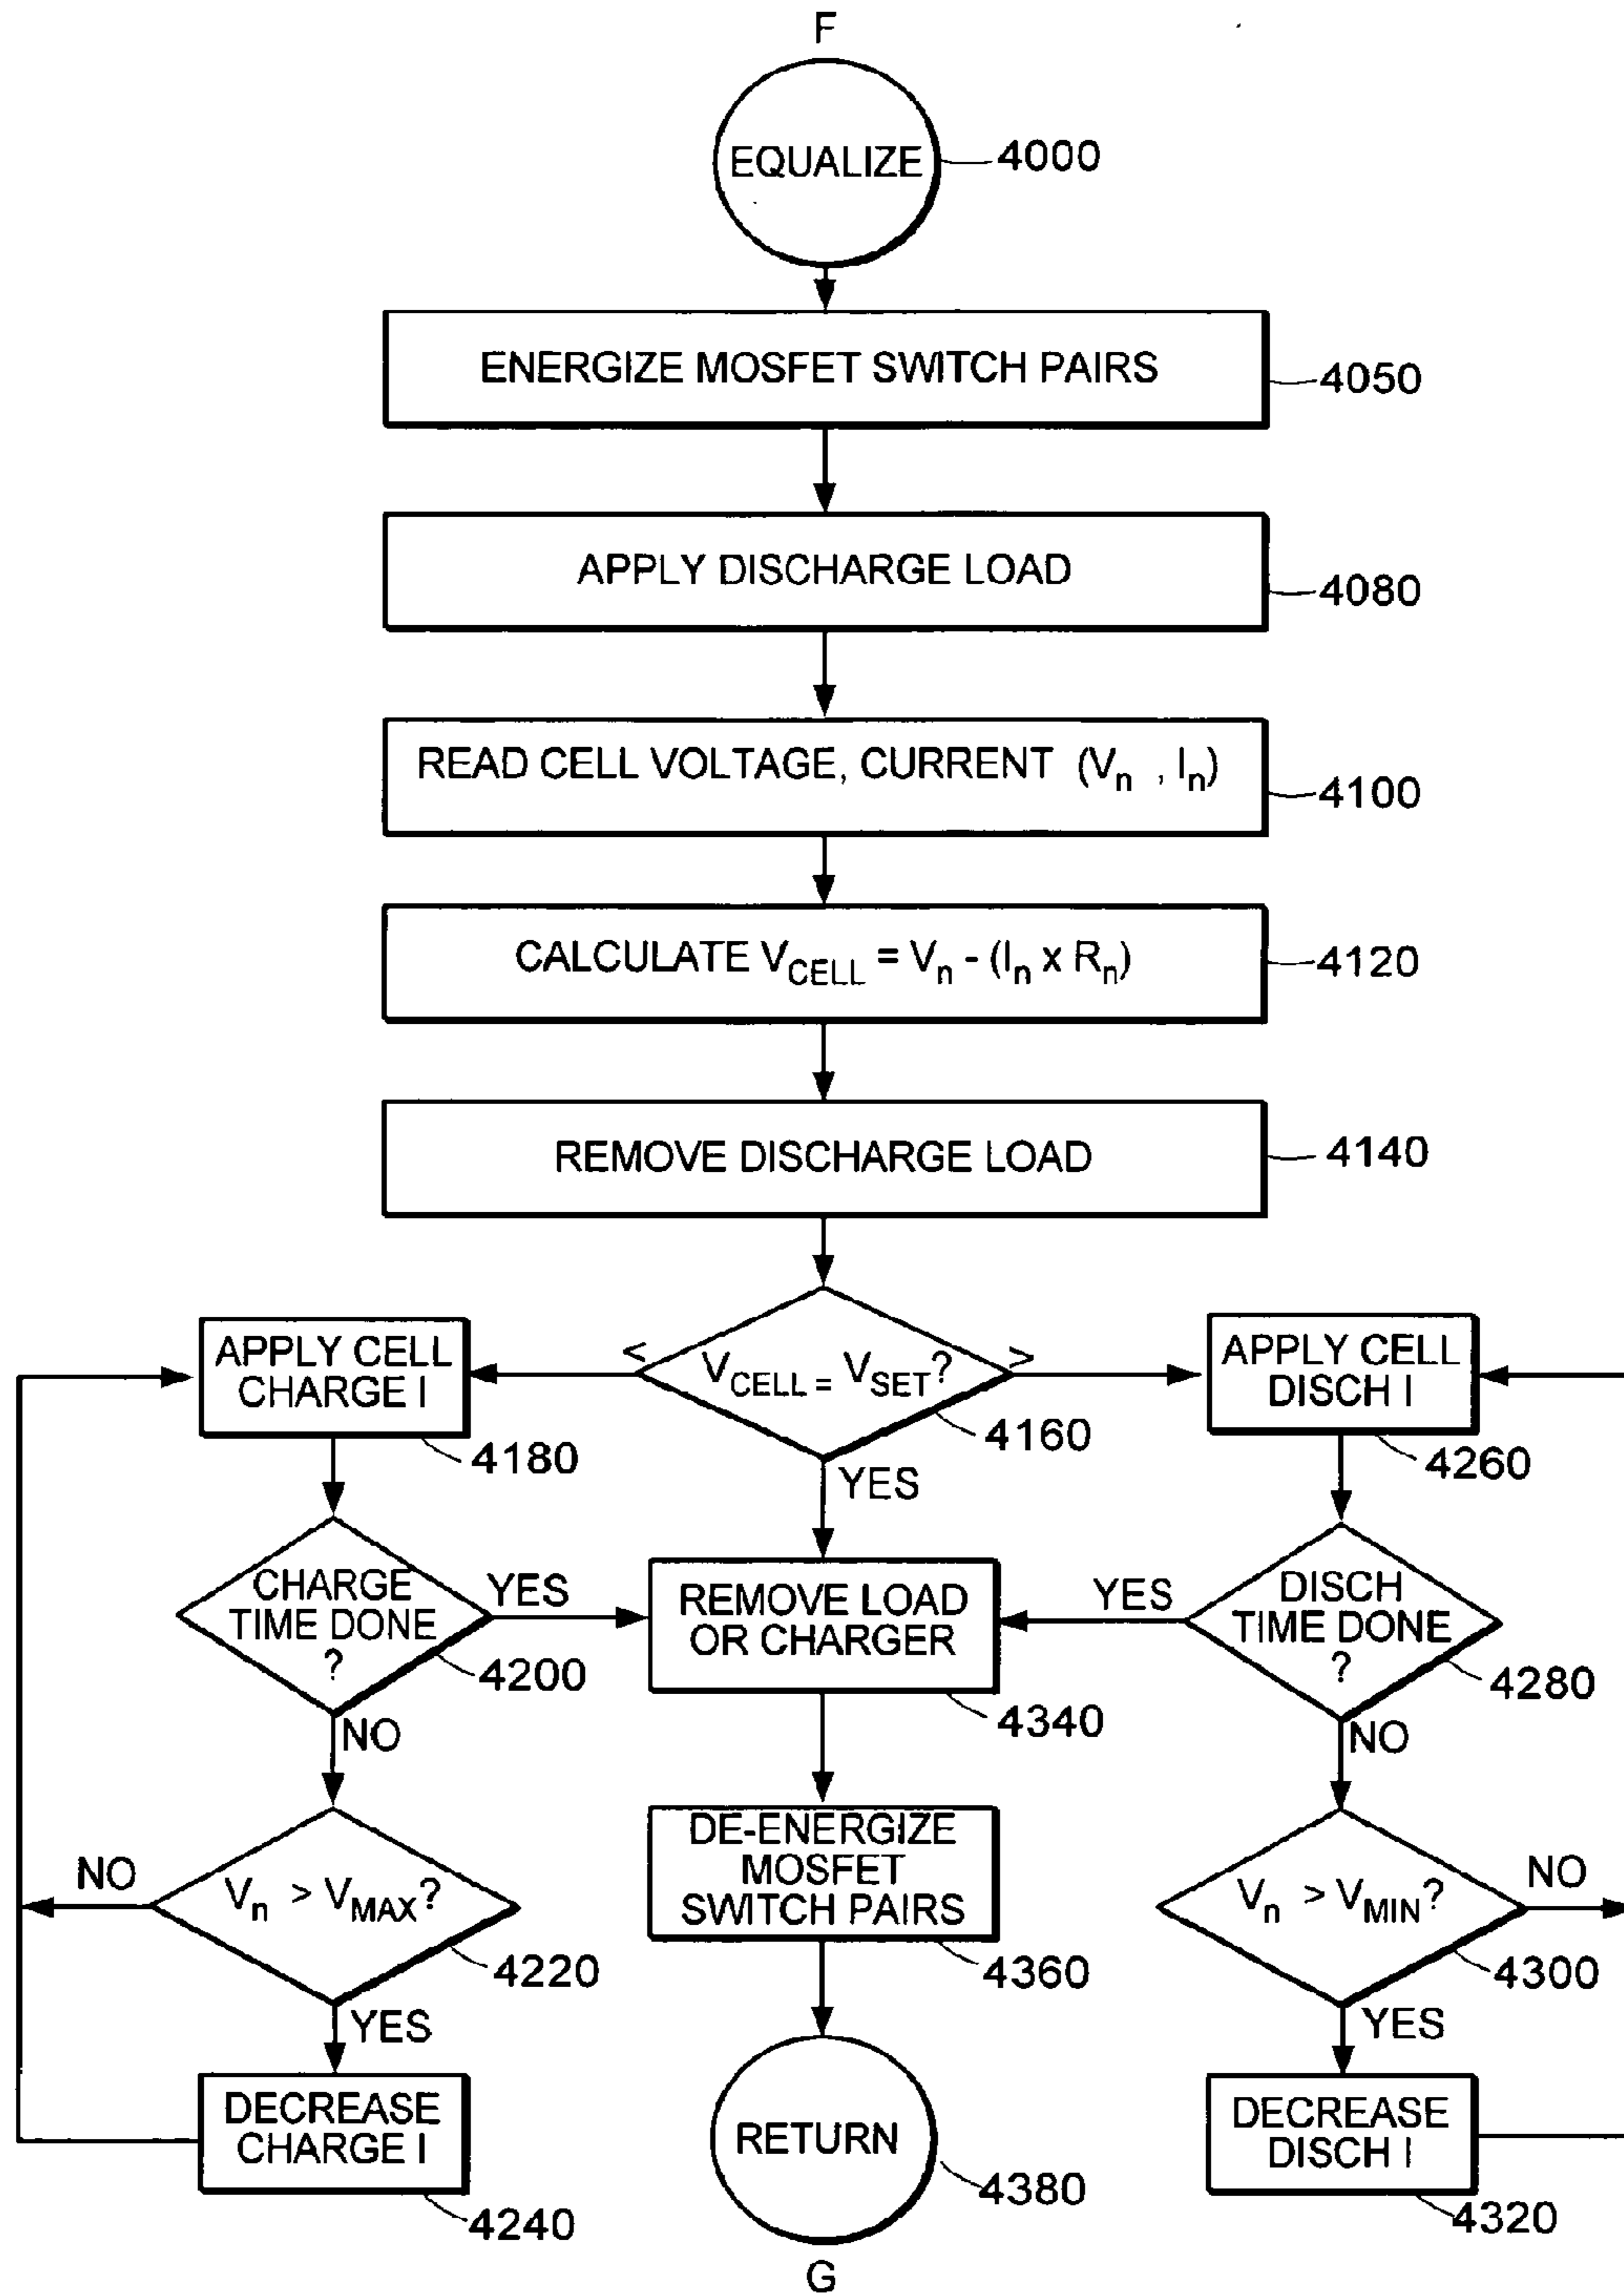 F
EQUALIZE
4000
ENERGIZE MOSFET SWITCH PAIRS
4050
APPLY DISCHARGE LOAD
4080
READ CELL VOLTAGE, CURRENT (Vn , In)
4100
CALCULATE VCELL = Vn - (In x Rn)
4120
REMOVE DISCHARGE LOAD
4140
APPLY CELL
CHARGE I
4180
<
VCELL = VSET?
>
4160
YES
APPLY CELL
DISCH I
4260
CHARGE
TIME DONE
?
YES
4200
NO
REMOVE LOAD
OR CHARGER
4340
YES
DISCH
TIME DONE
?
4280
NO
NO
Vn > VMAX?
4220
YES
DE-ENERGIZE
MOSFET
SWITCH PAIRS
4360
Vn > VMIN?
NO
4300
YES
DECREASE
CHARGE I
4240
RETURN
4380
G
DECREASE
DISCH I
4320